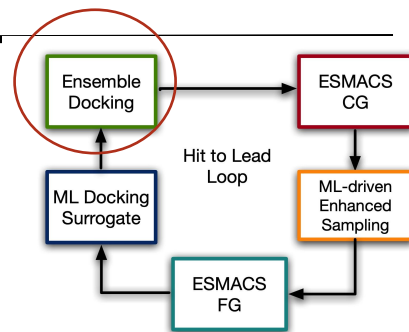 Ensemble
Docking
ESMACS
CG
Hit to Lead
Loop
ML Docking
Surrogate
ML-driven
Enhanced
Sampling
ESMACS
FG